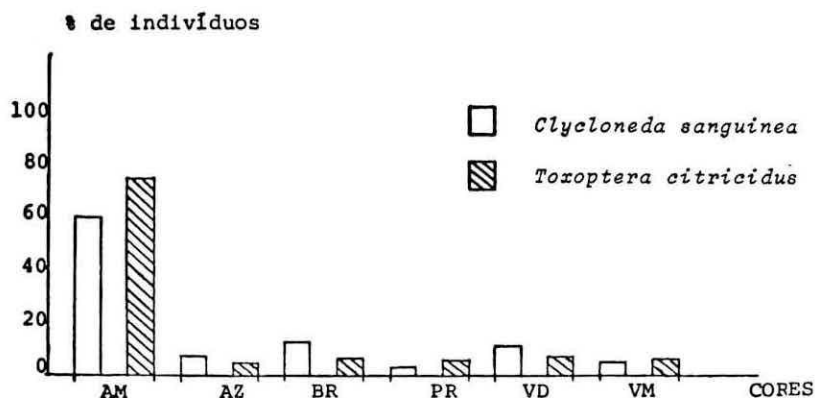 % de indivíduos
100
80
60
40
20
0
Clycloneda sanguinea
Toxoptera citricidus
AM AZ BR PR VD VM CORES